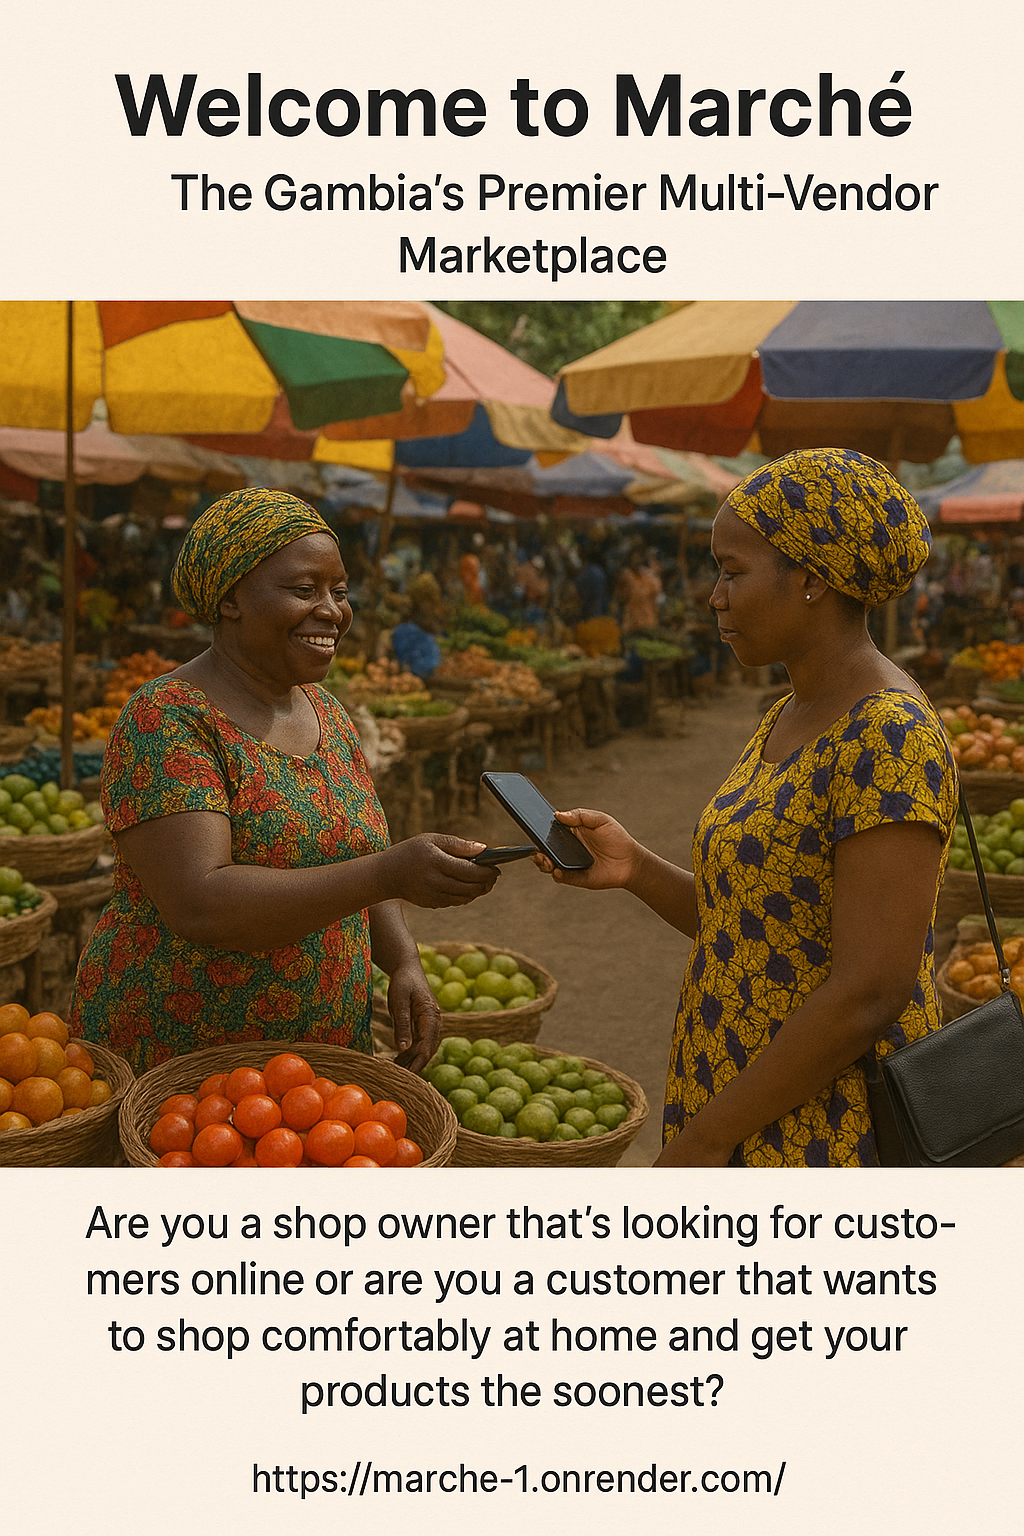 Welcome to Marché
The Gambia's Premier Multi-Vendor
Marketplace
Are you a shop owner that's looking for custo-
mers online or are you a customer that wants
to shop comfortably at home and get your
products the soonest?
https://marche-1.onrender.com/